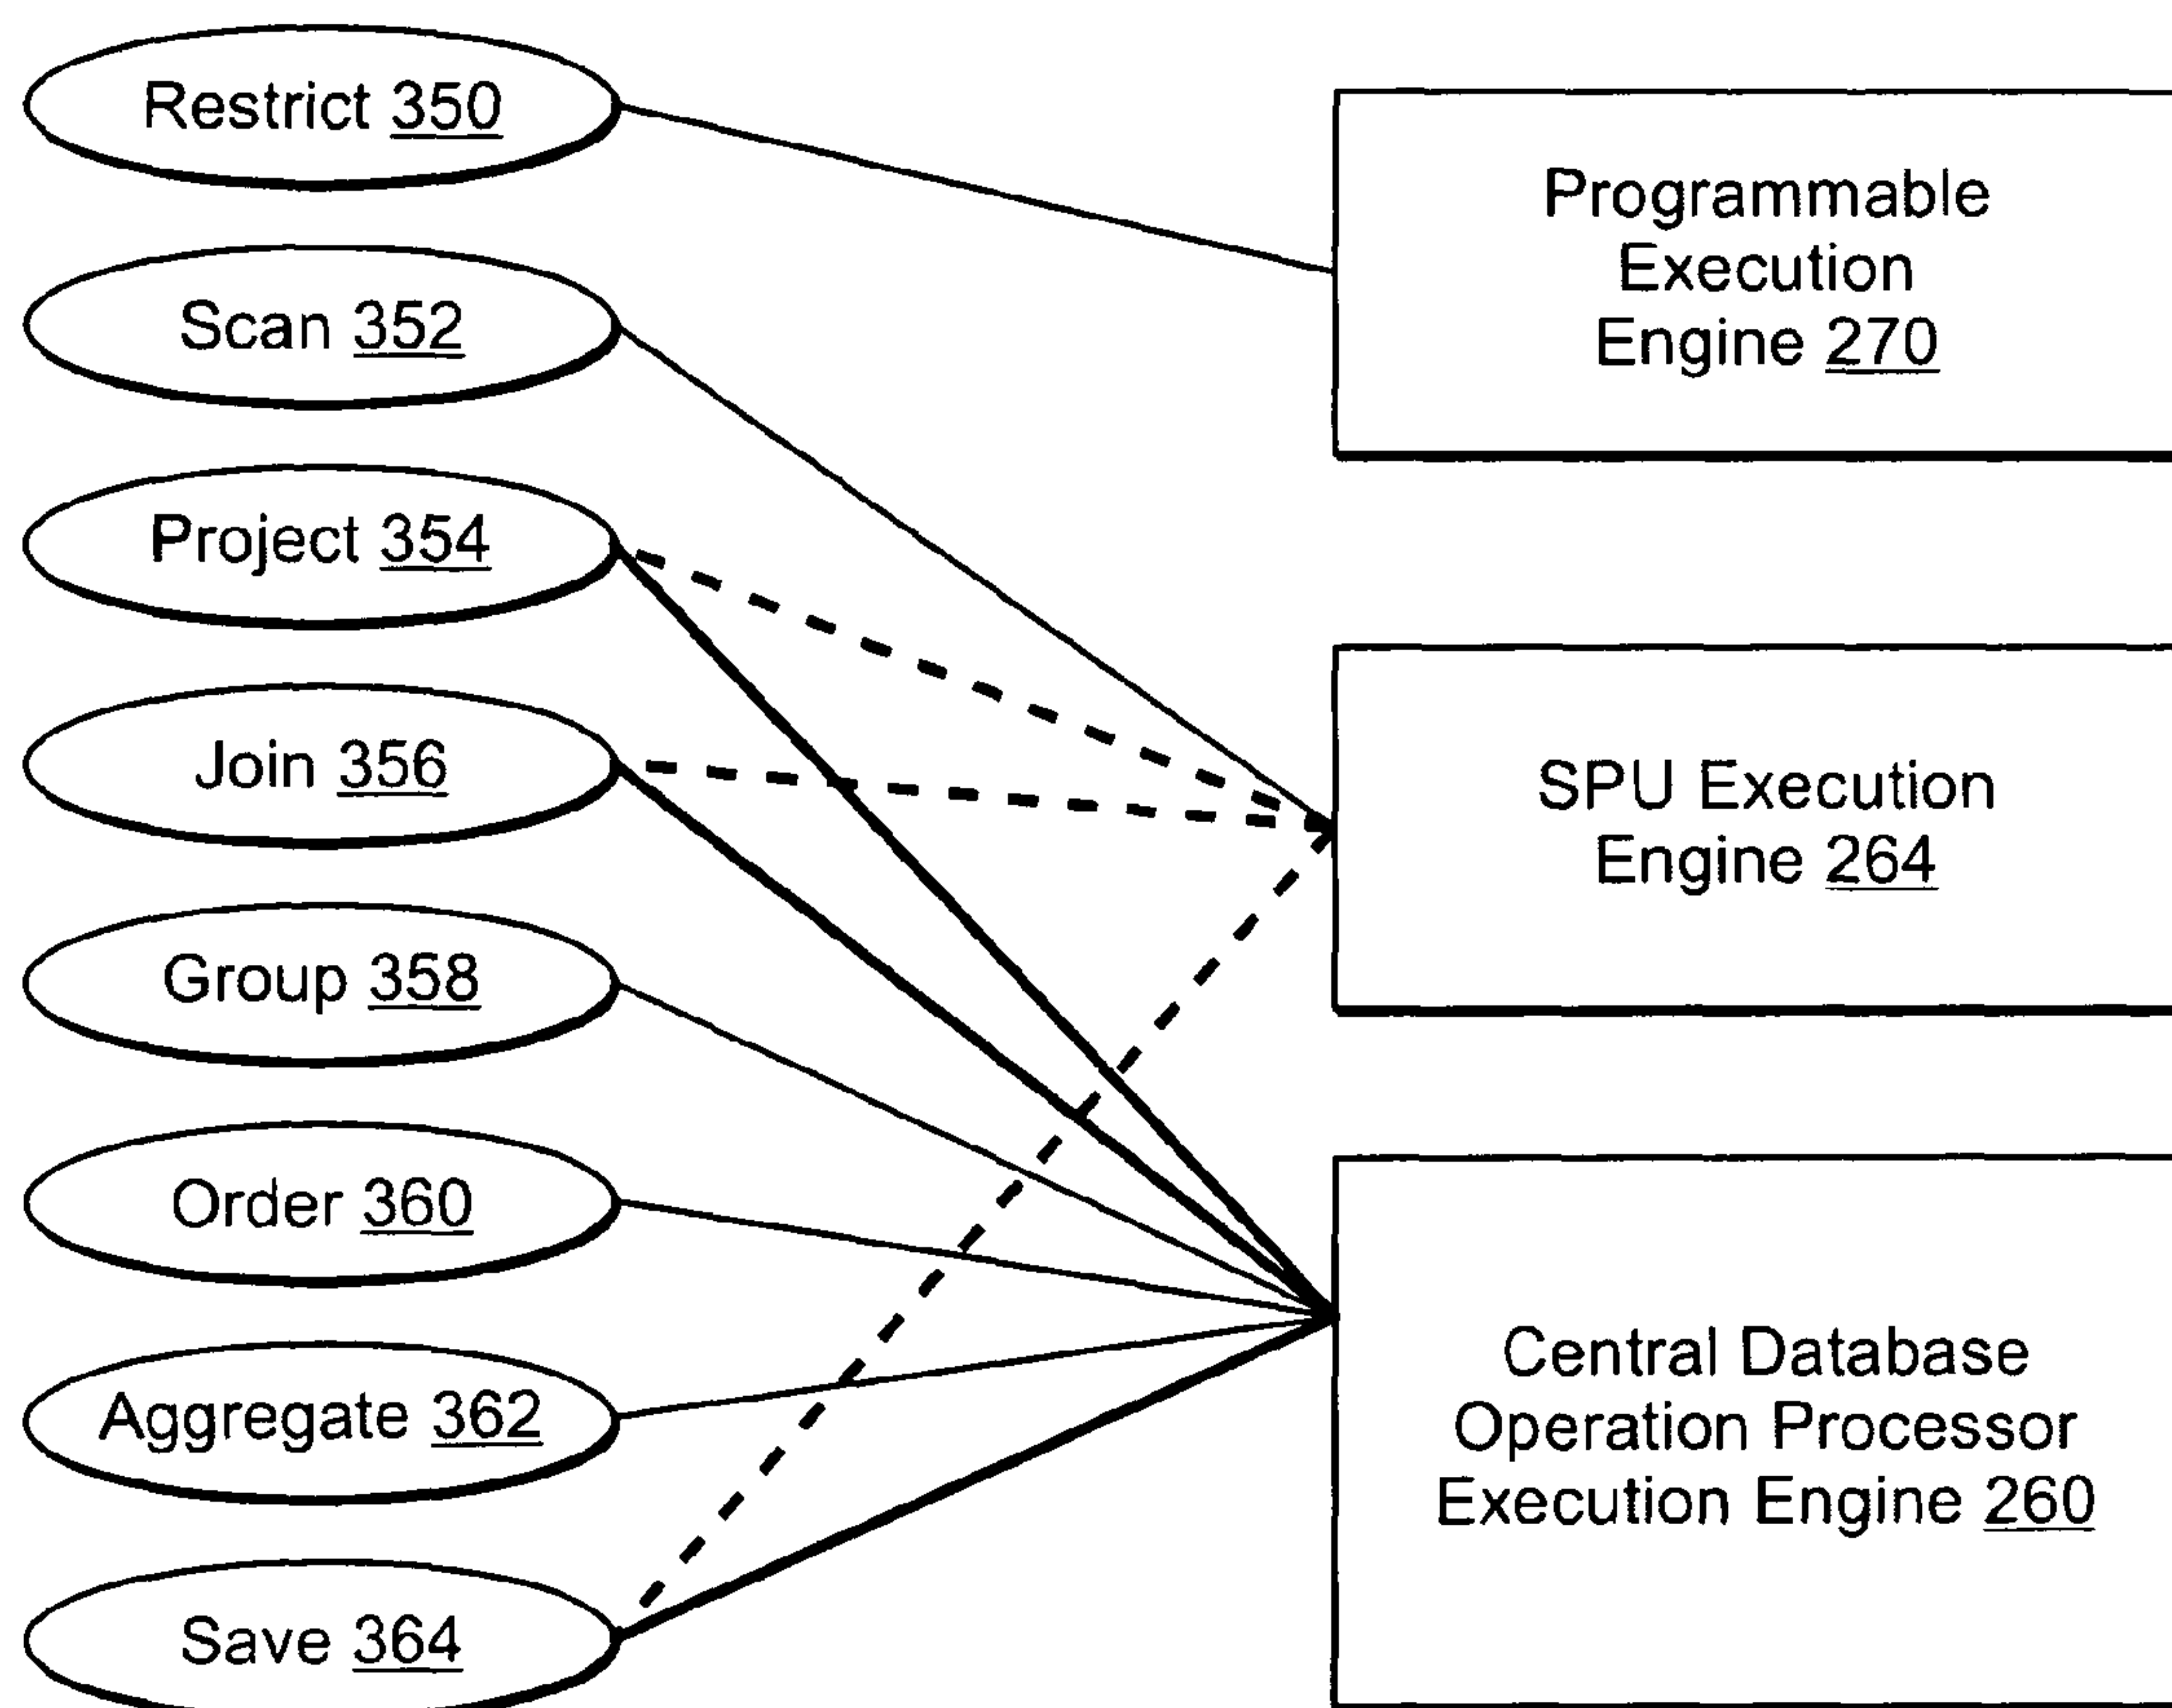 Restrict 350
Scan 352
Project 354
Join 356
Group 358
Order 360
Aggregate 362
Save 364
Programmable
Execution
Engine 270
SPU Execution
Engine 264
Central Database
Operation Processor
Execution Engine 260